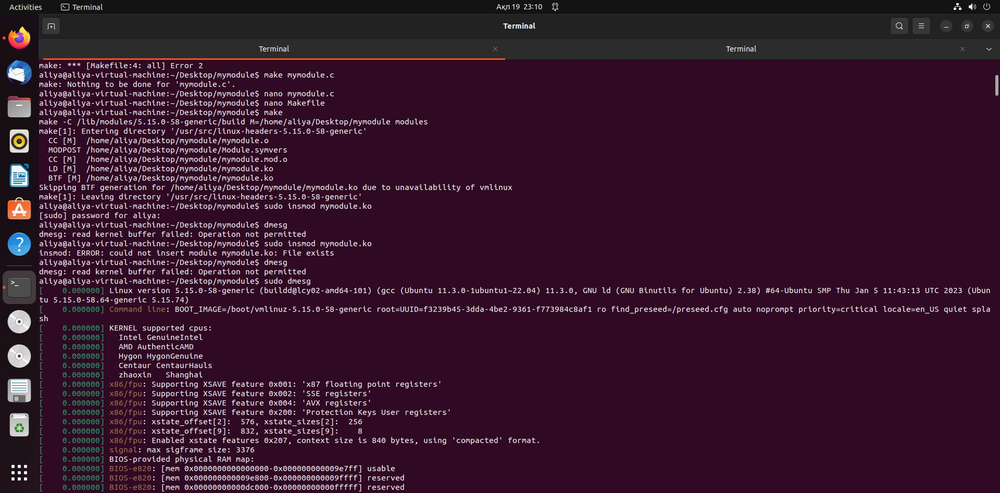 Activities
Terminal
Ақп 19 23:10
Terminal
Terminal
Terminal
make: *** [Makefile:4: all] Error 2
aliya@aliya-virtual-machine:~/Desktop/mymodule$ make mymodule.c
make: Nothing to be done for 'mymodule.c'.
aliya@aliya-virtual-machine:~/Desktop/mymodule$ nano mymodule.c
aliya@aliya-virtual-machine:~/Desktop/mymodule$ nano Makefile
aliya@aliya-virtual-machine:~/Desktop/mymodule$ make
make -C /lib/modules/5.15.0-58-generic/build M=/home/aliya/Desktop/mymodule modules
make[1]: Entering directory '/usr/src/linux-headers-5.15.0-58-generic'
  CC [M]  /home/aliya/Desktop/mymodule/mymodule.o
  MODPOST /home/aliya/Desktop/mymodule/Module.symvers
  CC [M]  /home/aliya/Desktop/mymodule/mymodule.mod.o
  LD [M]  /home/aliya/Desktop/mymodule/mymodule.ko
  BTF [M] /home/aliya/Desktop/mymodule/mymodule.ko
Skipping BTF generation for /home/aliya/Desktop/mymodule/mymodule.ko due to unavailability of vmlinux
make[1]: Leaving directory '/usr/src/linux-headers-5.15.0-58-generic'
aliya@aliya-virtual-machine:~/Desktop/mymodule$ sudo insmod mymodule.ko
[sudo] password for aliya:
aliya@aliya-virtual-machine:~/Desktop/mymodule$ dmesg
dmesg: read kernel buffer failed: Operation not permitted
aliya@aliya-virtual-machine:~/Desktop/mymodule$ sudo insmod mymodule.ko
insmod: ERROR: could not insert module mymodule.ko: File exists
aliya@aliya-virtual-machine:~/Desktop/mymodule$ dmesg
dmesg: read kernel buffer failed: Operation not permitted
aliya@aliya-virtual-machine:~/Desktop/mymodule$ sudo dmesg
[    0.000000] Linux version 5.15.0-58-generic (buildd@lcy02-amd64-101) (gcc (Ubuntu 11.3.0-1ubuntu1~22.04) 11.3.0, GNU ld (GNU Binutils for Ubuntu) 2.38) #64-Ubuntu SMP Thu Jan 5 11:43:13 UTC 2023 (Ubun
tu 5.15.0-58.64-generic 5.15.74)
[    0.000000] Command line: BOOT_IMAGE=/boot/vmlinuz-5.15.0-58-generic root=UUID=f3239b45-3dda-4be2-9361-f773984c8af1 ro find_preseed=/preseed.cfg auto noprompt priority=critical locale=en_US quiet spla
sh
[    0.000000] KERNEL supported cpus:
[    0.000000]   Intel GenuineIntel
[    0.000000]   AMD AuthenticAMD
[    0.000000]   Hygon HygonGenuine
[    0.000000]   Centaur CentaurHauls
[    0.000000]   zhaoxin   Shanghai
[    0.000000] x86/fpu: Supporting XSAVE feature 0x001: 'x87 floating point registers'
[    0.000000] x86/fpu: Supporting XSAVE feature 0x002: 'SSE registers'
[    0.000000] x86/fpu: Supporting XSAVE feature 0x004: 'AVX registers'
[    0.000000] x86/fpu: Supporting XSAVE feature 0x200: 'Protection Keys User registers'
[    0.000000] x86/fpu: xstate_offset[2]:  576, xstate_sizes[2]:  256
[    0.000000] x86/fpu: xstate_offset[9]:  832, xstate_sizes[9]:    8
[    0.000000] x86/fpu: Enabled xstate features 0x207, context size is 840 bytes, using 'compacted' format.
[    0.000000] signal: max sigframe size: 3376
[    0.000000] BIOS-provided physical RAM map:
[    0.000000] BIOS-e820: [mem 0x0000000000000000-0x000000000009e7ff] usable
[    0.000000] BIOS-e820: [mem 0x000000000009e800-0x000000000009ffff] reserved
[    0.000000] BIOS-e820: [mem 0x00000000000dc000-0x00000000000fffff] reserved